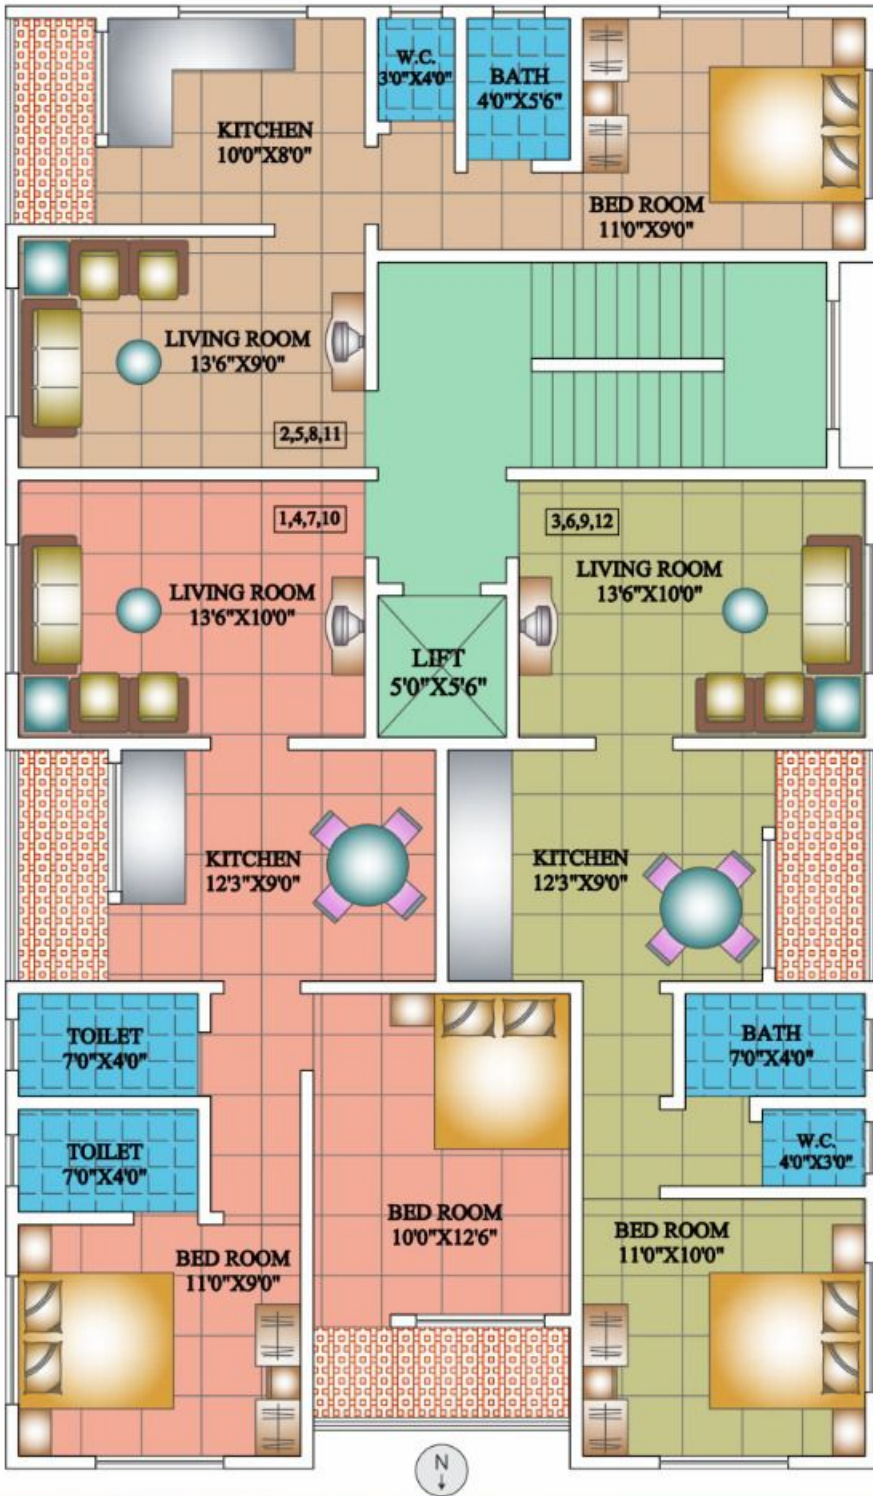 W.C.
3'0"X4'0"
BATH
4'0"X5'6"
KITCHEN
10'0"X8'0"
BED ROOM
11'0"X9'0"
LIVING ROOM
13'6"X9'0"
2,5,8,11
1,4,7,10
3,6,9,12
LIVING ROOM
13'6"X10'0"
LIVING ROOM
13'6"X10'0"
LIFT
5'0"X5'6"
KITCHEN
12'3"X9'0"
KITCHEN
12'3"X9'0"
TOILET
7'0"X4'0"
BATH
7'0"X4'0"
TOILET
7'0"X4'0"
W.C.
4'0"X3'0"
BED ROOM
10'0"X12'6"
BED ROOM
11'0"X9'0"
BED ROOM
11'0"X10'0"
N